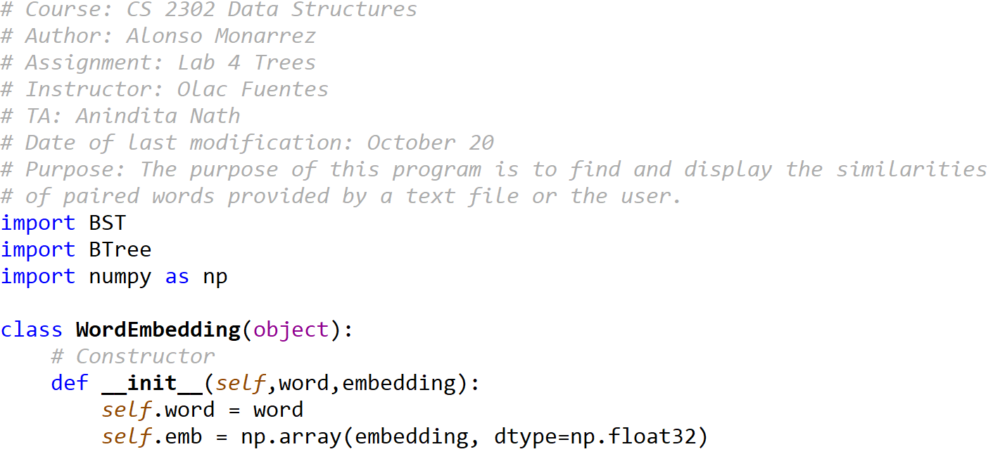 # Course: CS 2302 Data Structures
# Author: Alonso Monarrez
# Assignment: Lab 4 Trees
# Instructor: Olac Fuentes
# TA: Anindita Nath
# Date of last modification: October 20
# Purpose: The purpose of this program is to find and display the similarities
# of paired words provided by a text file or the user.
import BST
import BTree
import numpy as np

class WordEmbedding(object):
    # Constructor
    def __init__(self,word,embedding):
        self.word = word
        self.emb = np.array(embedding, dtype=np.float32)